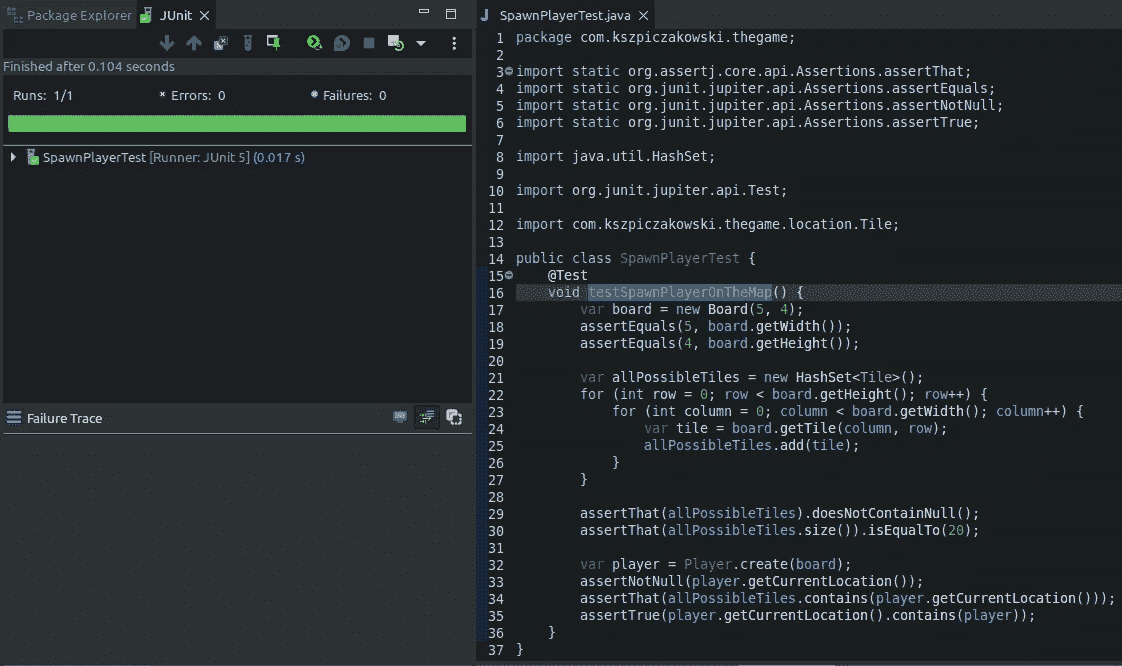 Package Explorer
JUnit
Finished after 0.104 seconds
Runs: 1/1
Errors: 0
Failures: 0
SpawnPlayerTest [Runner: JUnit 5] (0.017 s)
Failure Trace
SpawnPlayerTest.java
1 package com.kszpiczakowski.thegame;
2
3 import static org.assertj.core.api.Assertions.assertThat;
4 import static org.junit.jupiter.api.Assertions.assertEquals;
5 import static org.junit.jupiter.api.Assertions.assertNotNull;
6 import static org.junit.jupiter.api.Assertions.assertTrue;
7
8 import java.util.HashSet;
9
10 import org.junit.jupiter.api.Test;
11
12 import com.kszpiczakowski.thegame.location.Tile;
13
14 public class SpawnPlayerTest {
15     @Test
16     void testSpawnPlayerOnTheMap() {
17         var board = new Board(5, 4);
18         assertEquals(5, board.getWidth());
19         assertEquals(4, board.getHeight());
20
21         var allPossibleTiles = new HashSet<Tile>();
22         for (int row = 0; row < board.getHeight(); row++) {
23             for (int column = 0; column < board.getWidth(); column++) {
24                 var tile = board.getTile(column, row);
25                 allPossibleTiles.add(tile);
26             }
27         }
28
29         assertThat(allPossibleTiles).doesNotContainNull();
30         assertThat(allPossibleTiles.size()).isEqualTo(20);
31
32         var player = Player.create(board);
33         assertNotNull(player.getCurrentLocation());
34         assertThat(allPossibleTiles.contains(player.getCurrentLocation()));
35         assertTrue(player.getCurrentLocation().contains(player));
36     }
37 }